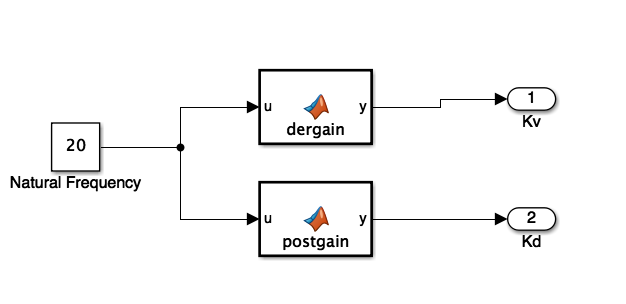 20
Natural Frequency
u
y
dergain
1
Kv
u
y
postgain
2
Kd